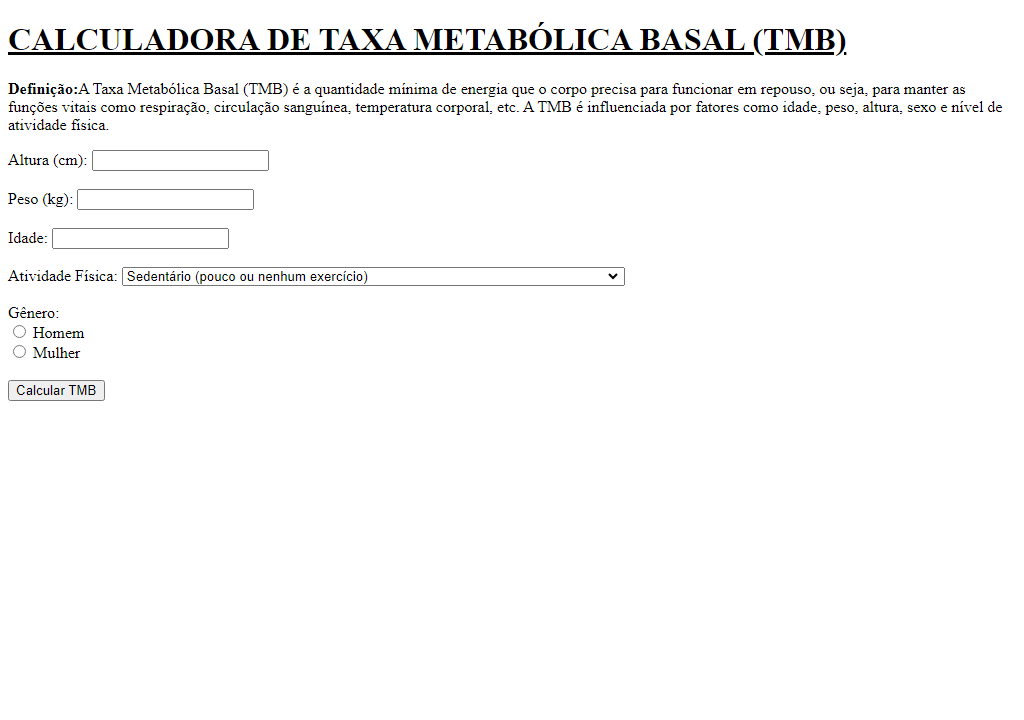 CALCULADORA DE TAXA METABÓLICA BASAL (TMB)
Definição:A Taxa Metabólica Basal (TMB) é a quantidade mínima de energia que o corpo precisa para funcionar em repouso, ou seja, para manter as
funções vitais como respiração, circulação sanguínea, temperatura corporal, etc. A TMB é influenciada por fatores como idade, peso, altura, sexo e nível de
atividade física.
Altura (cm):
Peso (kg):
Idade:
Atividade Física: Sedentário (pouco ou nenhum exercício)
Gênero:
Homem
Mulher
Calcular TMB